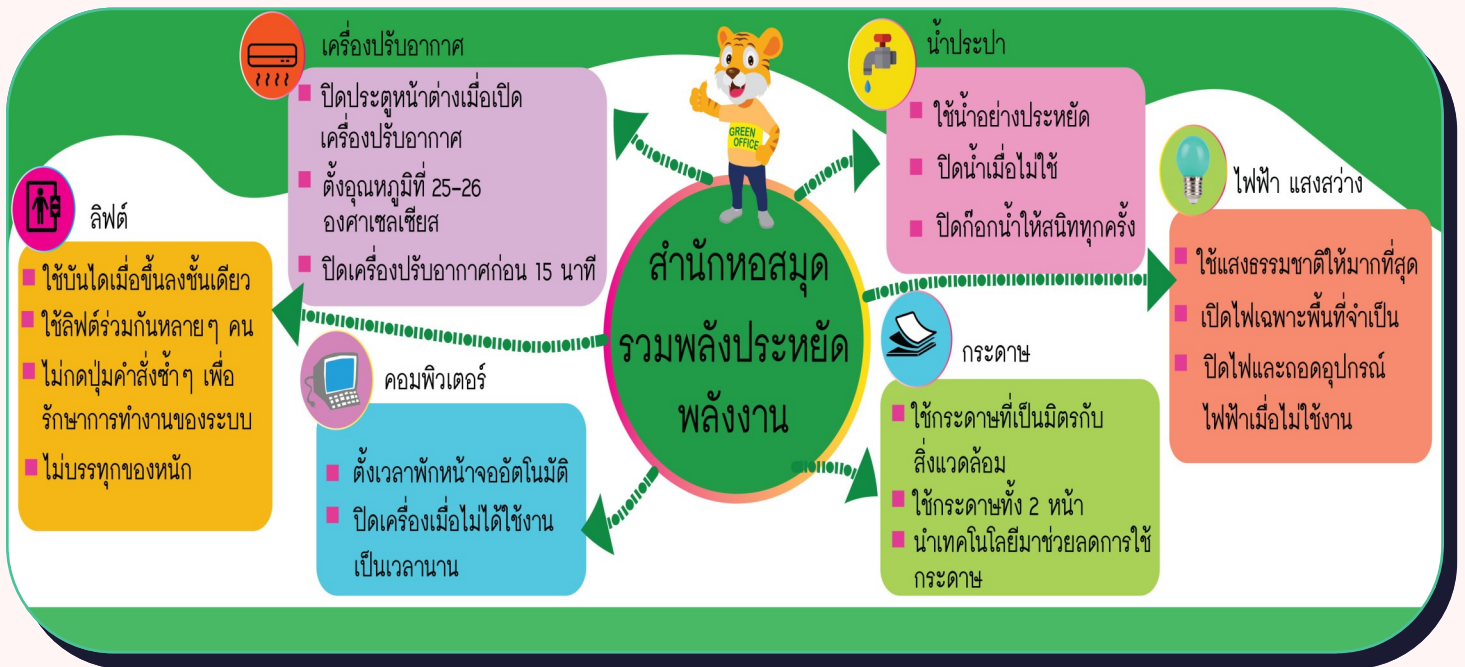 เครื่องปรับอากาศ
ปิดประตูหน้าต่างเมื่อเปิด
เครื่องปรับอากาศ
ตั้งอุณหภูมิที่ 25-26
องศาเซลเซียส
ปิดเครื่องปรับอากาศก่อน 15 นาที
GREEN
OFFICE
น้ำประปา
ใช้น้ำอย่างประหยัด
ปิดน้ำเมื่อไม่ใช้
ปิดก๊อกน้ำให้สนิททุกครั้ง
ไฟฟ้า แสงสว่าง
ใช้แสงธรรมชาติให้มากที่สุด
เปิดไฟเฉพาะพื้นที่จำเป็น
ปิดไฟและถอดอุปกรณ์
ไฟฟ้าเมื่อไม่ใช้งาน
ลิฟต์
ใช้บันไดเมื่อขึ้นลงชั้นเดียว
ใช้ลิฟต์ร่วมกันหลายๆ คน
ไม่กดปุ่มคำสั่งซ้ำๆ เพื่อ
รักษาการทำงานของระบบ
ไม่บรรทุกของหนัก
สำนักหอสมุด
รวมพลังประหยัด
พลังงาน
คอมพิวเตอร์
ตั้งเวลาพักหน้าจออัตโนมัติ
ปิดเครื่องเมื่อไม่ได้ใช้งาน
เป็นเวลานาน
กระดาษ
ใช้กระดาษที่เป็นมิตรกับ
สิ่งแวดล้อม
ใช้กระดาษทั้ง 2 หน้า
นำเทคโนโลยีมาช่วยลดการใช้
กระดาษ